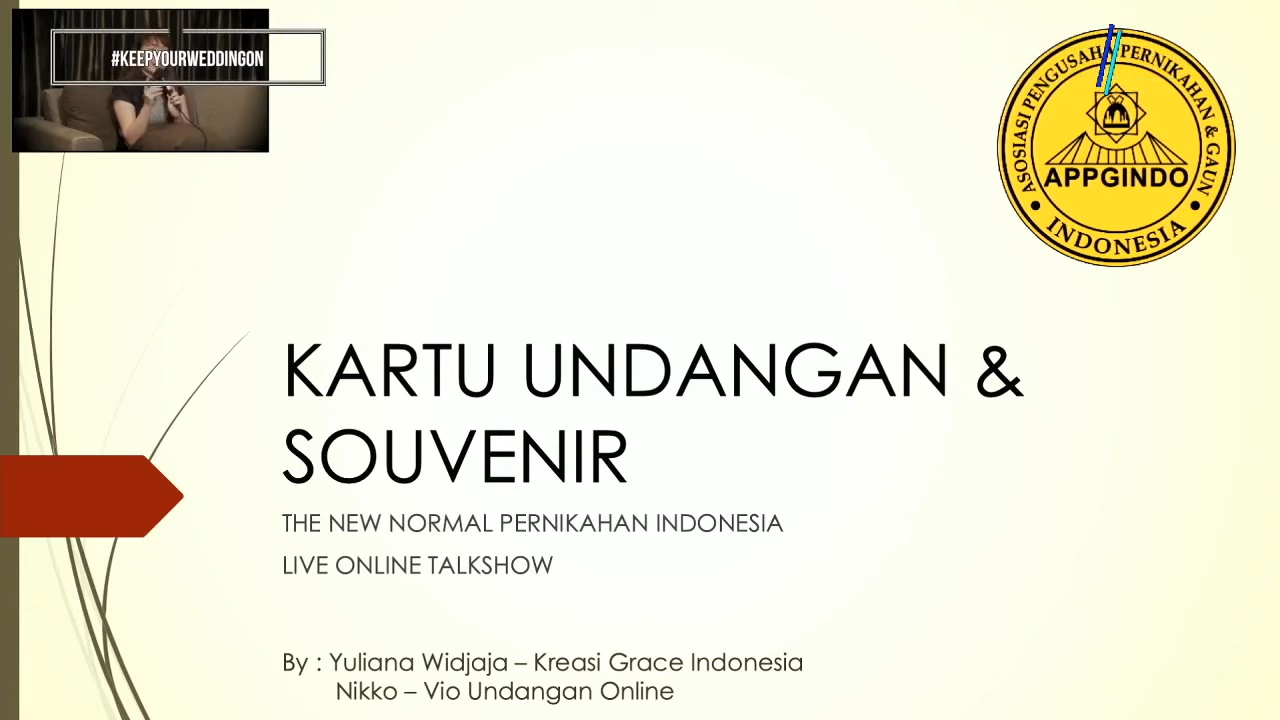 #KEEPYOURWEDDINGON
ASOSIASI PENGUSAHA PERNIKAHAN & GAUN
APPGINDO
• INDONESIA •
KARTU UNDANGAN &
SOUVENIR
THE NEW NORMAL PERNIKAHAN INDONESIA
LIVE ONLINE TALKSHOW
By : Yuliana Widjaja – Kreasi Grace Indonesia
Nikko – Vio Undangan Online